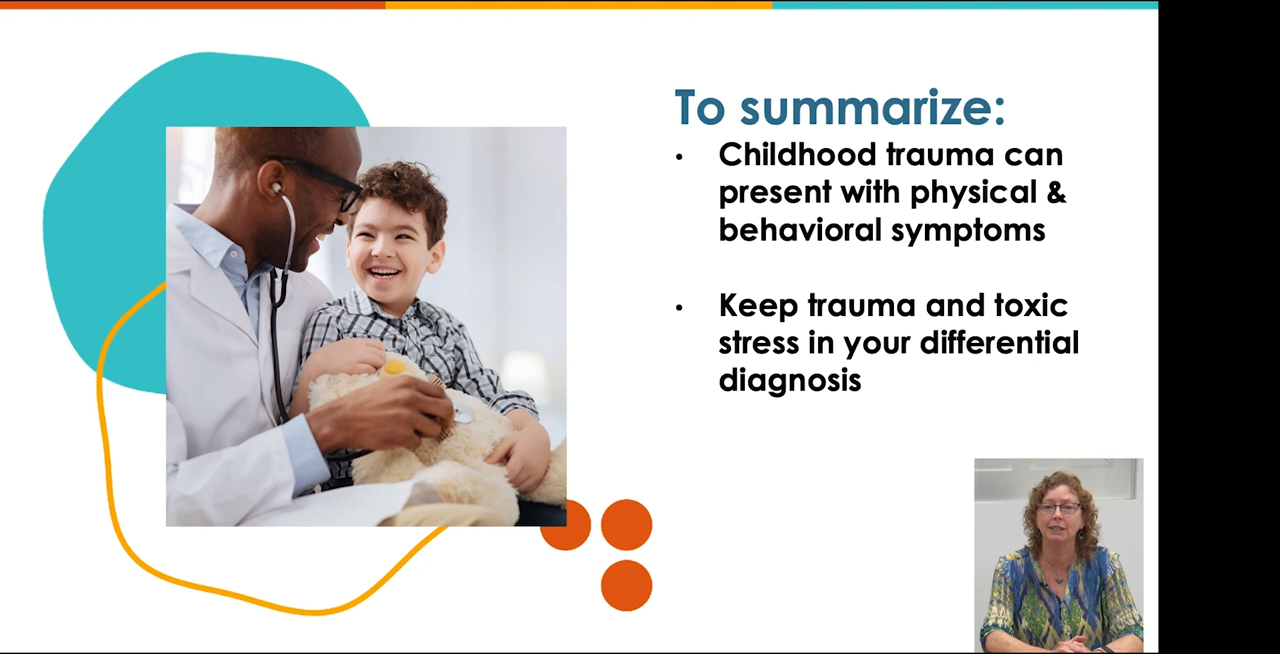 To summarize:
• Childhood trauma can
present with physical &
behavioral symptoms
• Keep trauma and toxic
stress in your differential
diagnosis